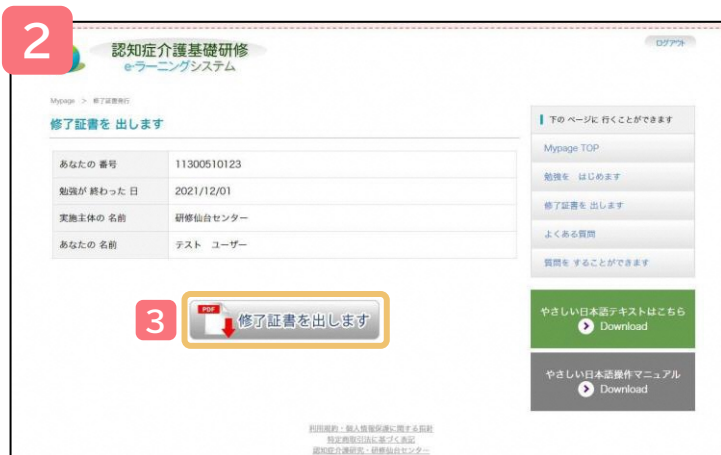 2
認知症介護基礎研修
e-ラーニングシステム
ログアウト
Mypage > 修了証書発行
修了証書を 出します
あなたの 番号 11300510123
勉強が 終わった 日 2021/12/01
実施主体の 名前 研修仙台センター
あなたの 名前 テスト ユーザー
3
PDF
修了証書を出します
下の ページに 行くことができます
Mypage TOP
勉強を はじめます
修了証書を 出します
よくある質問
質問を することができます
やさしい日本語テキストはこちら
Download
やさしい日本語操作マニュアル
Download
利用規約・個人情報保護に関する指針
特定商取引法に基づく表記
認知症介護研究・研修仙台センター